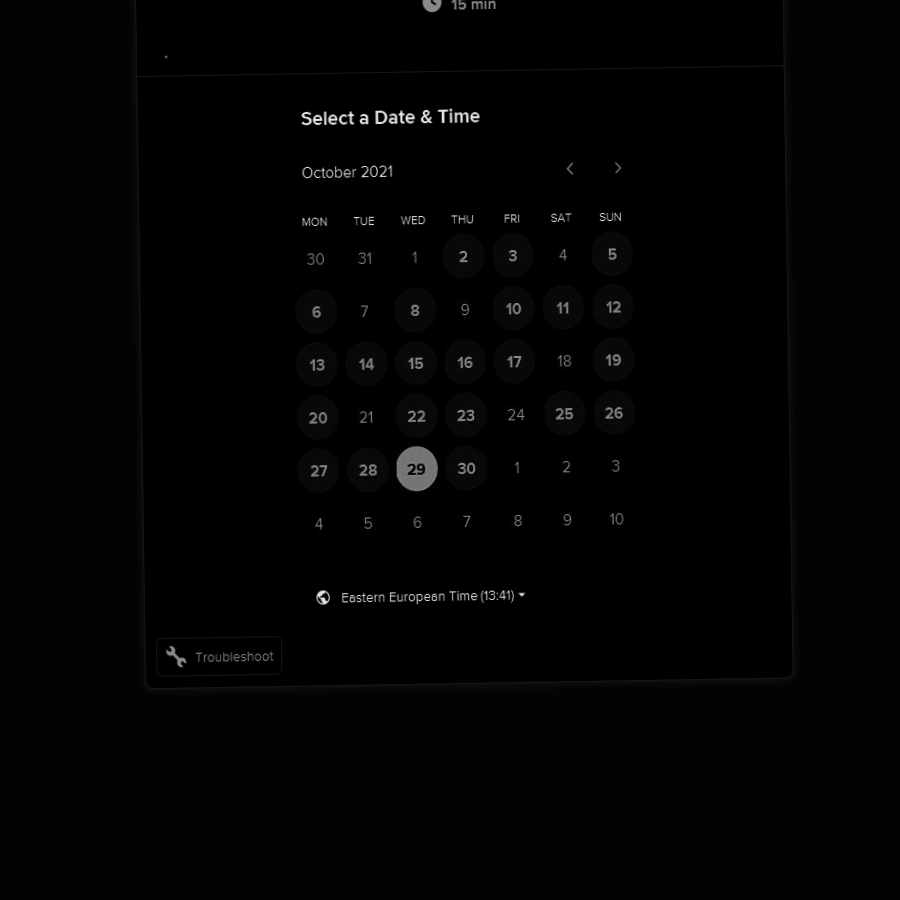 15 min
.
Select a Date & Time
October 2021
MON TUE WED THU FRI SAT SUN
30 31 1 2 3 4 5
6 7 8 9 10 11 12
13 14 15 16 17 18 19
20 21 22 23 24 25 26
27 28 29 30 1 2 3
4 5 6 7 8 9 10
Eastern European Time (13:41)
Troubleshoot